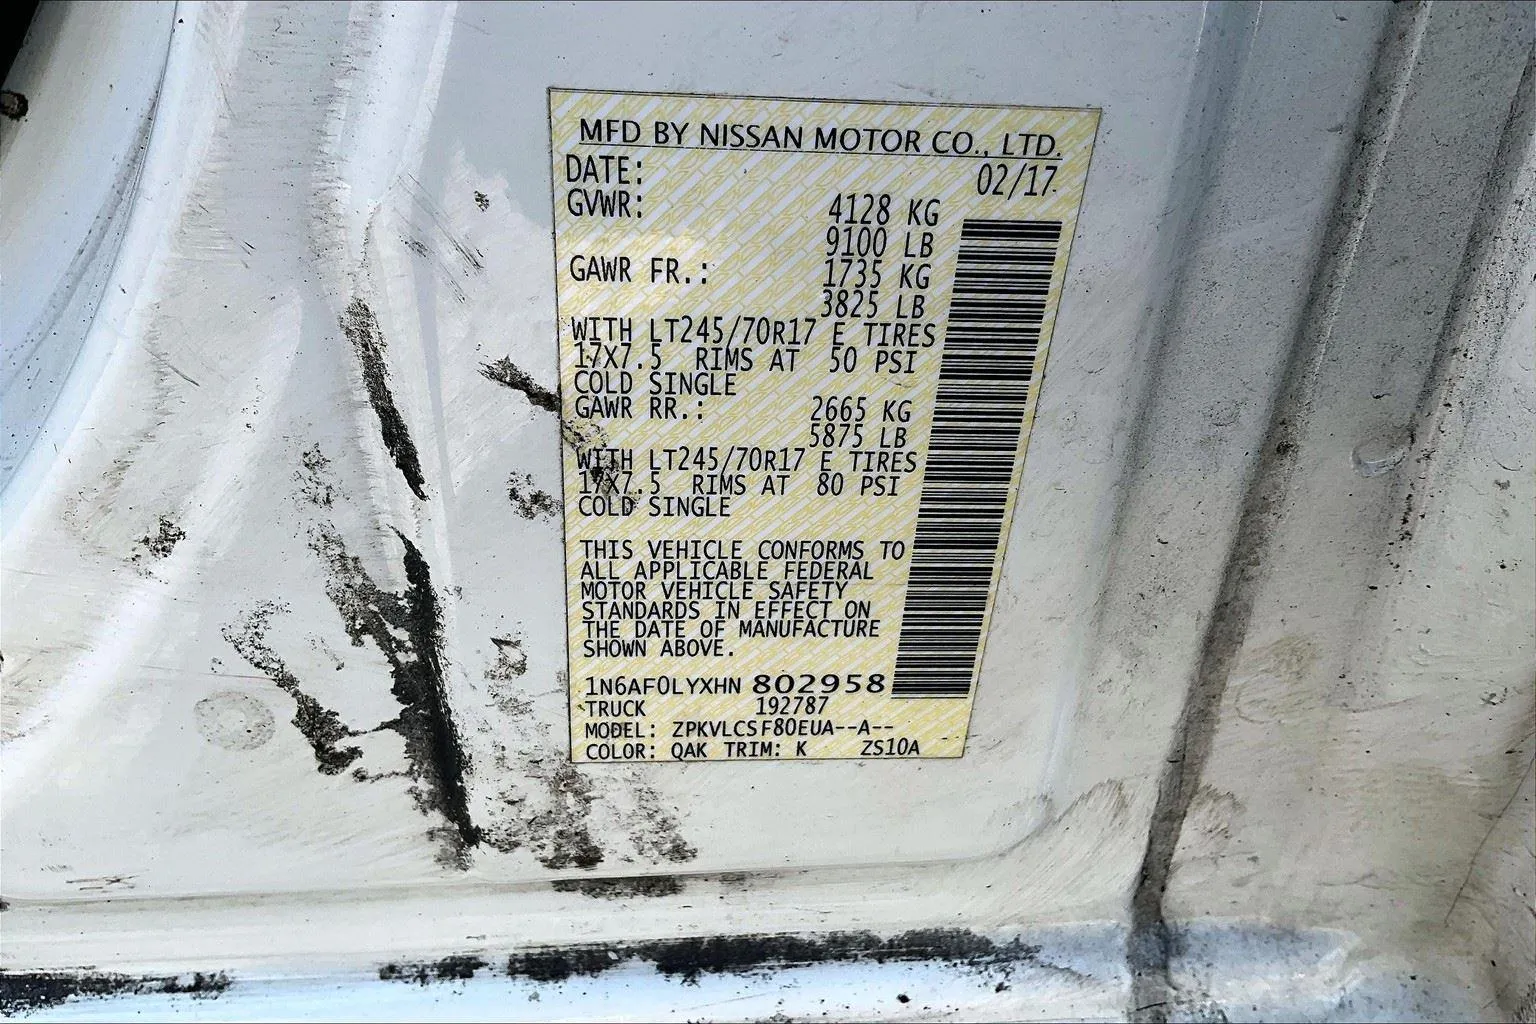 MFD BY NISSAN MOTOR CO., LTD.
DATE: 02/17
GVWR: 4128 KG
9100 LB
GAWR FR.: 1735 KG
3825 LB
WITH LT245/70R17 E TIRES
17X7.5 RIMS AT 50 PSI
COLD SINGLE
GAWR RR.: 2665 KG
5875 LB
WITH LT245/70R17 E TIRES
17X7.5 RIMS AT 80 PSI
COLD SINGLE
THIS VEHICLE CONFORMS TO
ALL APPLICABLE FEDERAL
MOTOR VEHICLE SAFETY
STANDARDS IN EFFECT ON
THE DATE OF MANUFACTURE
SHOWN ABOVE.
1N6AF0LYXHN 802958
TRUCK 192787
MODEL: ZPKVLCSF80EUA--A--
COLOR: QAK TRIM: K ZS10A